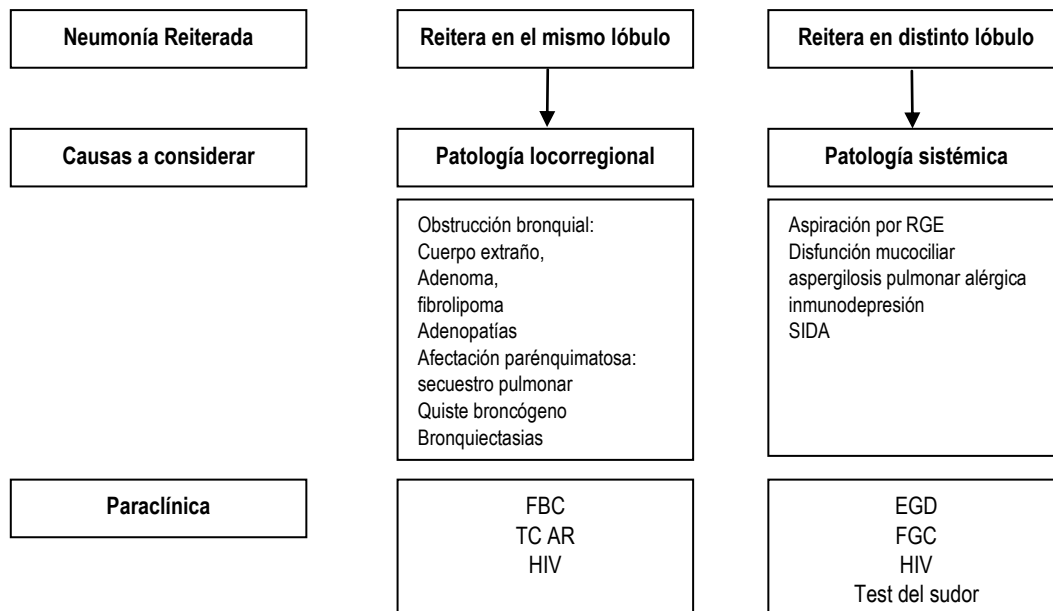 Neumonía Reiterada
Reitera en el mismo lóbulo
Reitera en distinto lóbulo
Causas a considerar
Patología locorregional
Patología sistémica
Obstrucción bronquial:
Cuerpo extraño,
Adenoma,
fibrolipoma
Adenopatías
Afectación parénquimatosa:
secuestro pulmonar
Quiste broncógeno
Bronquiectasias
Aspiración por RGE
Disfunción mucociliar
aspergilosis pulmonar alérgica
inmunodepresión
SIDA
Paraclínica
FBC
TC AR
HIV
EGD
FGC
HIV
Test del sudor